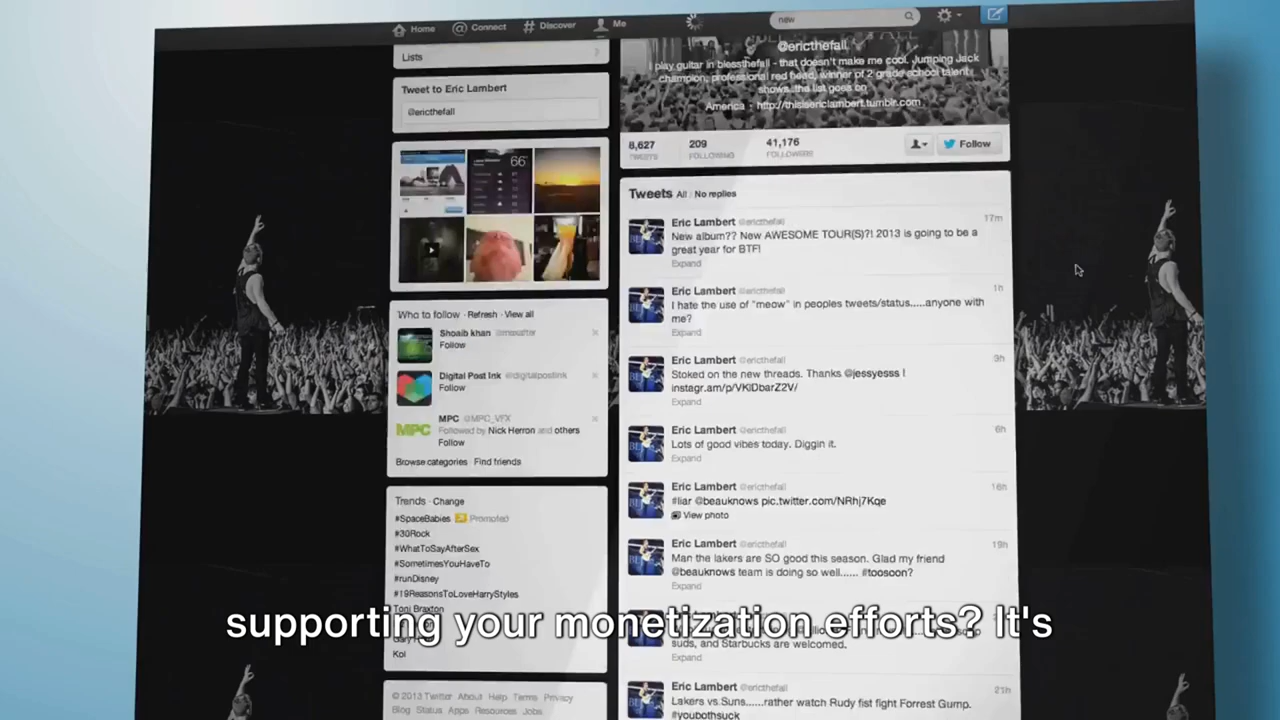 Home
Connect
Discover
Me
new
Lists
Tweet to Eric Lambert
@ericthefall
66°
Who to follow · Refresh · View all
Shoaib khan
Follow
Digital Post Ink @digitalpostink
Follow
MPC
MPC @MPC_VFX
Followed by Nick Herron and others
Follow
Browse categories · Find friends
Trends · Change
#SpaceBabies Promoted
#30Rock
#WhatToSayAfterSex
#SometimesYouHaveTo
#runDisney
#19ReasonsToLoveHarryStyles
Toni Braxton
Koi
© 2013 Twitter About Help Terms Privacy
Blog Status Apps Resources Jobs
@ericthefall
I play guitar in blessthefall - that doesn't make me cool. Jumping Jack
champion, professional red head, winner of 2 grade school talent
shows..the list goes on
America · http://thisisericlambert.tumblr.com
8,627
TWEETS
209
FOLLOWING
41,176
FOLLOWERS
Follow
Tweets All / No replies
Eric Lambert @ericthefall 17m
New album?? New AWESOME TOUR(S)?! 2013 is going to be a
great year for BTF!
Expand
Eric Lambert @ericthefall 1h
I hate the use of "meow" in peoples tweets/status.....anyone with
me?
Expand
Eric Lambert @ericthefall 3h
Stoked on the new threads. Thanks @jessyesss !
instagr.am/p/VKlDbarZ2V/
Expand
Eric Lambert @ericthefall 6h
Lots of good vibes today. Diggin it.
Expand
Eric Lambert @ericthefall 16h
#liar @beauknows pic.twitter.com/NRhj7Kqe
View photo
Eric Lambert @ericthefall 19h
Man the lakers are SO good this season. Glad my friend
@beauknows team is doing so well...... #toosoon?
Expand
suds, and Starbucks are welcomed.
Expand
Eric Lambert @ericthefall 21h
Lakers vs Suns......rather watch Rudy fist fight Forrest Gump.
#youbothsuck
supporting your monetization efforts? It's